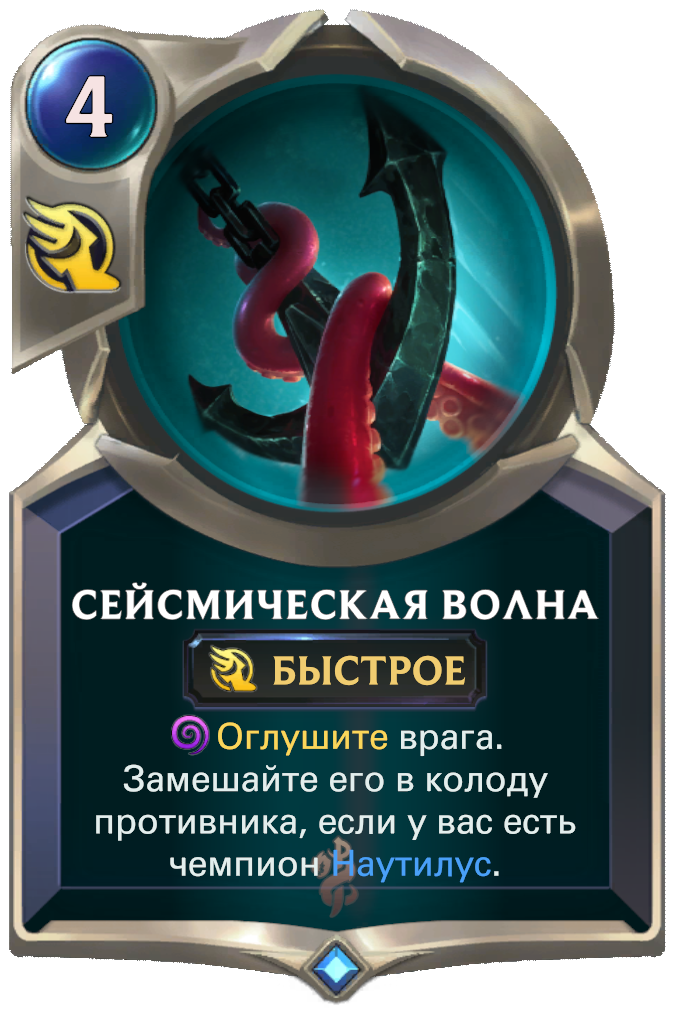 4
СЕЙСМИЧЕСКАЯ ВОЛНА
БЫСТРОЕ
Оглушите врага.
Замешайте его в колоду
противника, если у вас есть
чемпион Наутилус.